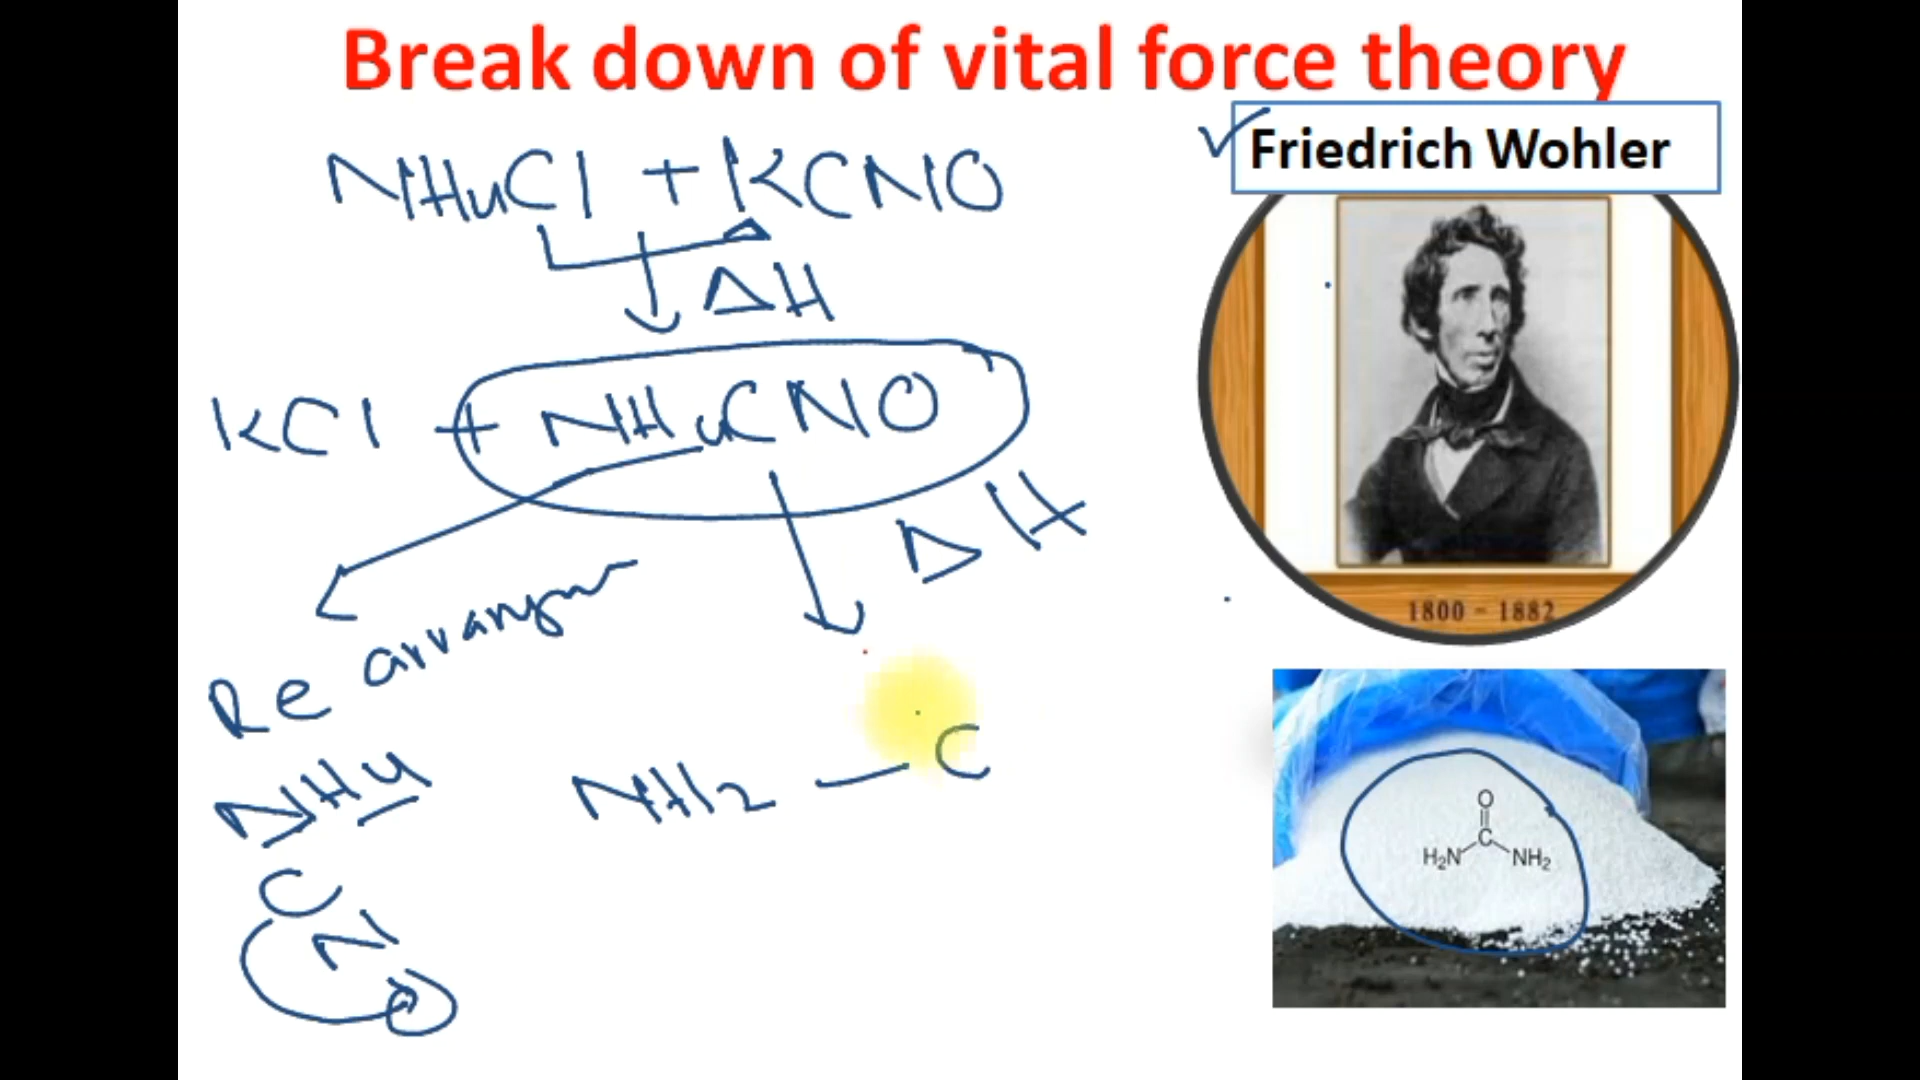 Break down of vital force theory
Friedrich Wohler
NH4Cl + KCNO
ΔH
KCl + NH4CNO
ΔH
1800 - 1882
Re
NH4
NH2 — C
C
N
O
O
C
H₂N NH₂